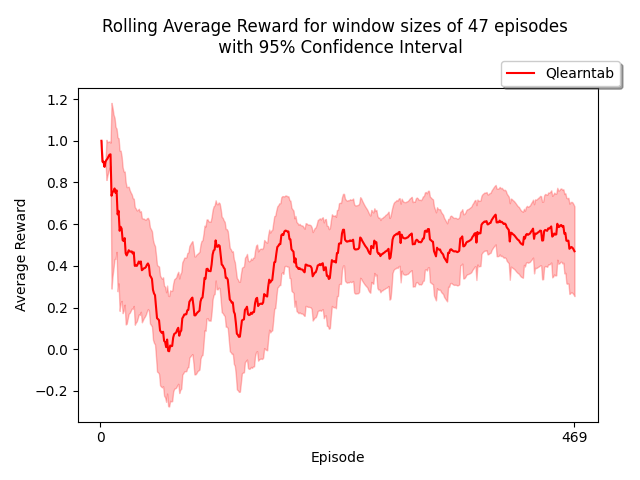 Rolling Average Reward for window sizes of 47 episodes
with 95% Confidence Interval
Qlearntab
1.2
1.0
0.8
0.6
0.4
0.2
0.0
−0.2
Average Reward
0
469
Episode